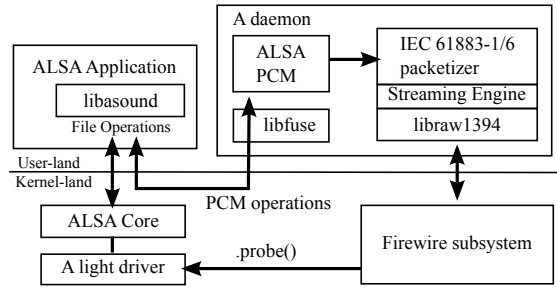 A daemon
ALSA Application
libasound
File Operations
ALSA
PCM
libfuse
IEC 61883-1/6
packetizer
Streaming Engine
libraw1394
User-land
Kernel-land
PCM operations
ALSA Core
A light driver
.probe()
Firewire subsystem